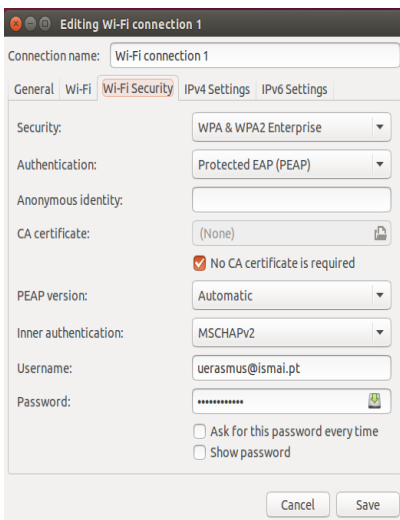 Editing Wi-Fi connection 1
Connection name: Wi-Fi connection 1
General Wi-Fi Wi-Fi Security IPv4 Settings IPv6 Settings
Security: WPA & WPA2 Enterprise
Authentication: Protected EAP (PEAP)
Anonymous identity:
CA certificate: (None)
No CA certificate is required
PEAP version: Automatic
Inner authentication: MSCHAPv2
Username: uerasmus@ismai.pt
Password: ••••••••••••
Ask for this password every time
Show password
Cancel Save